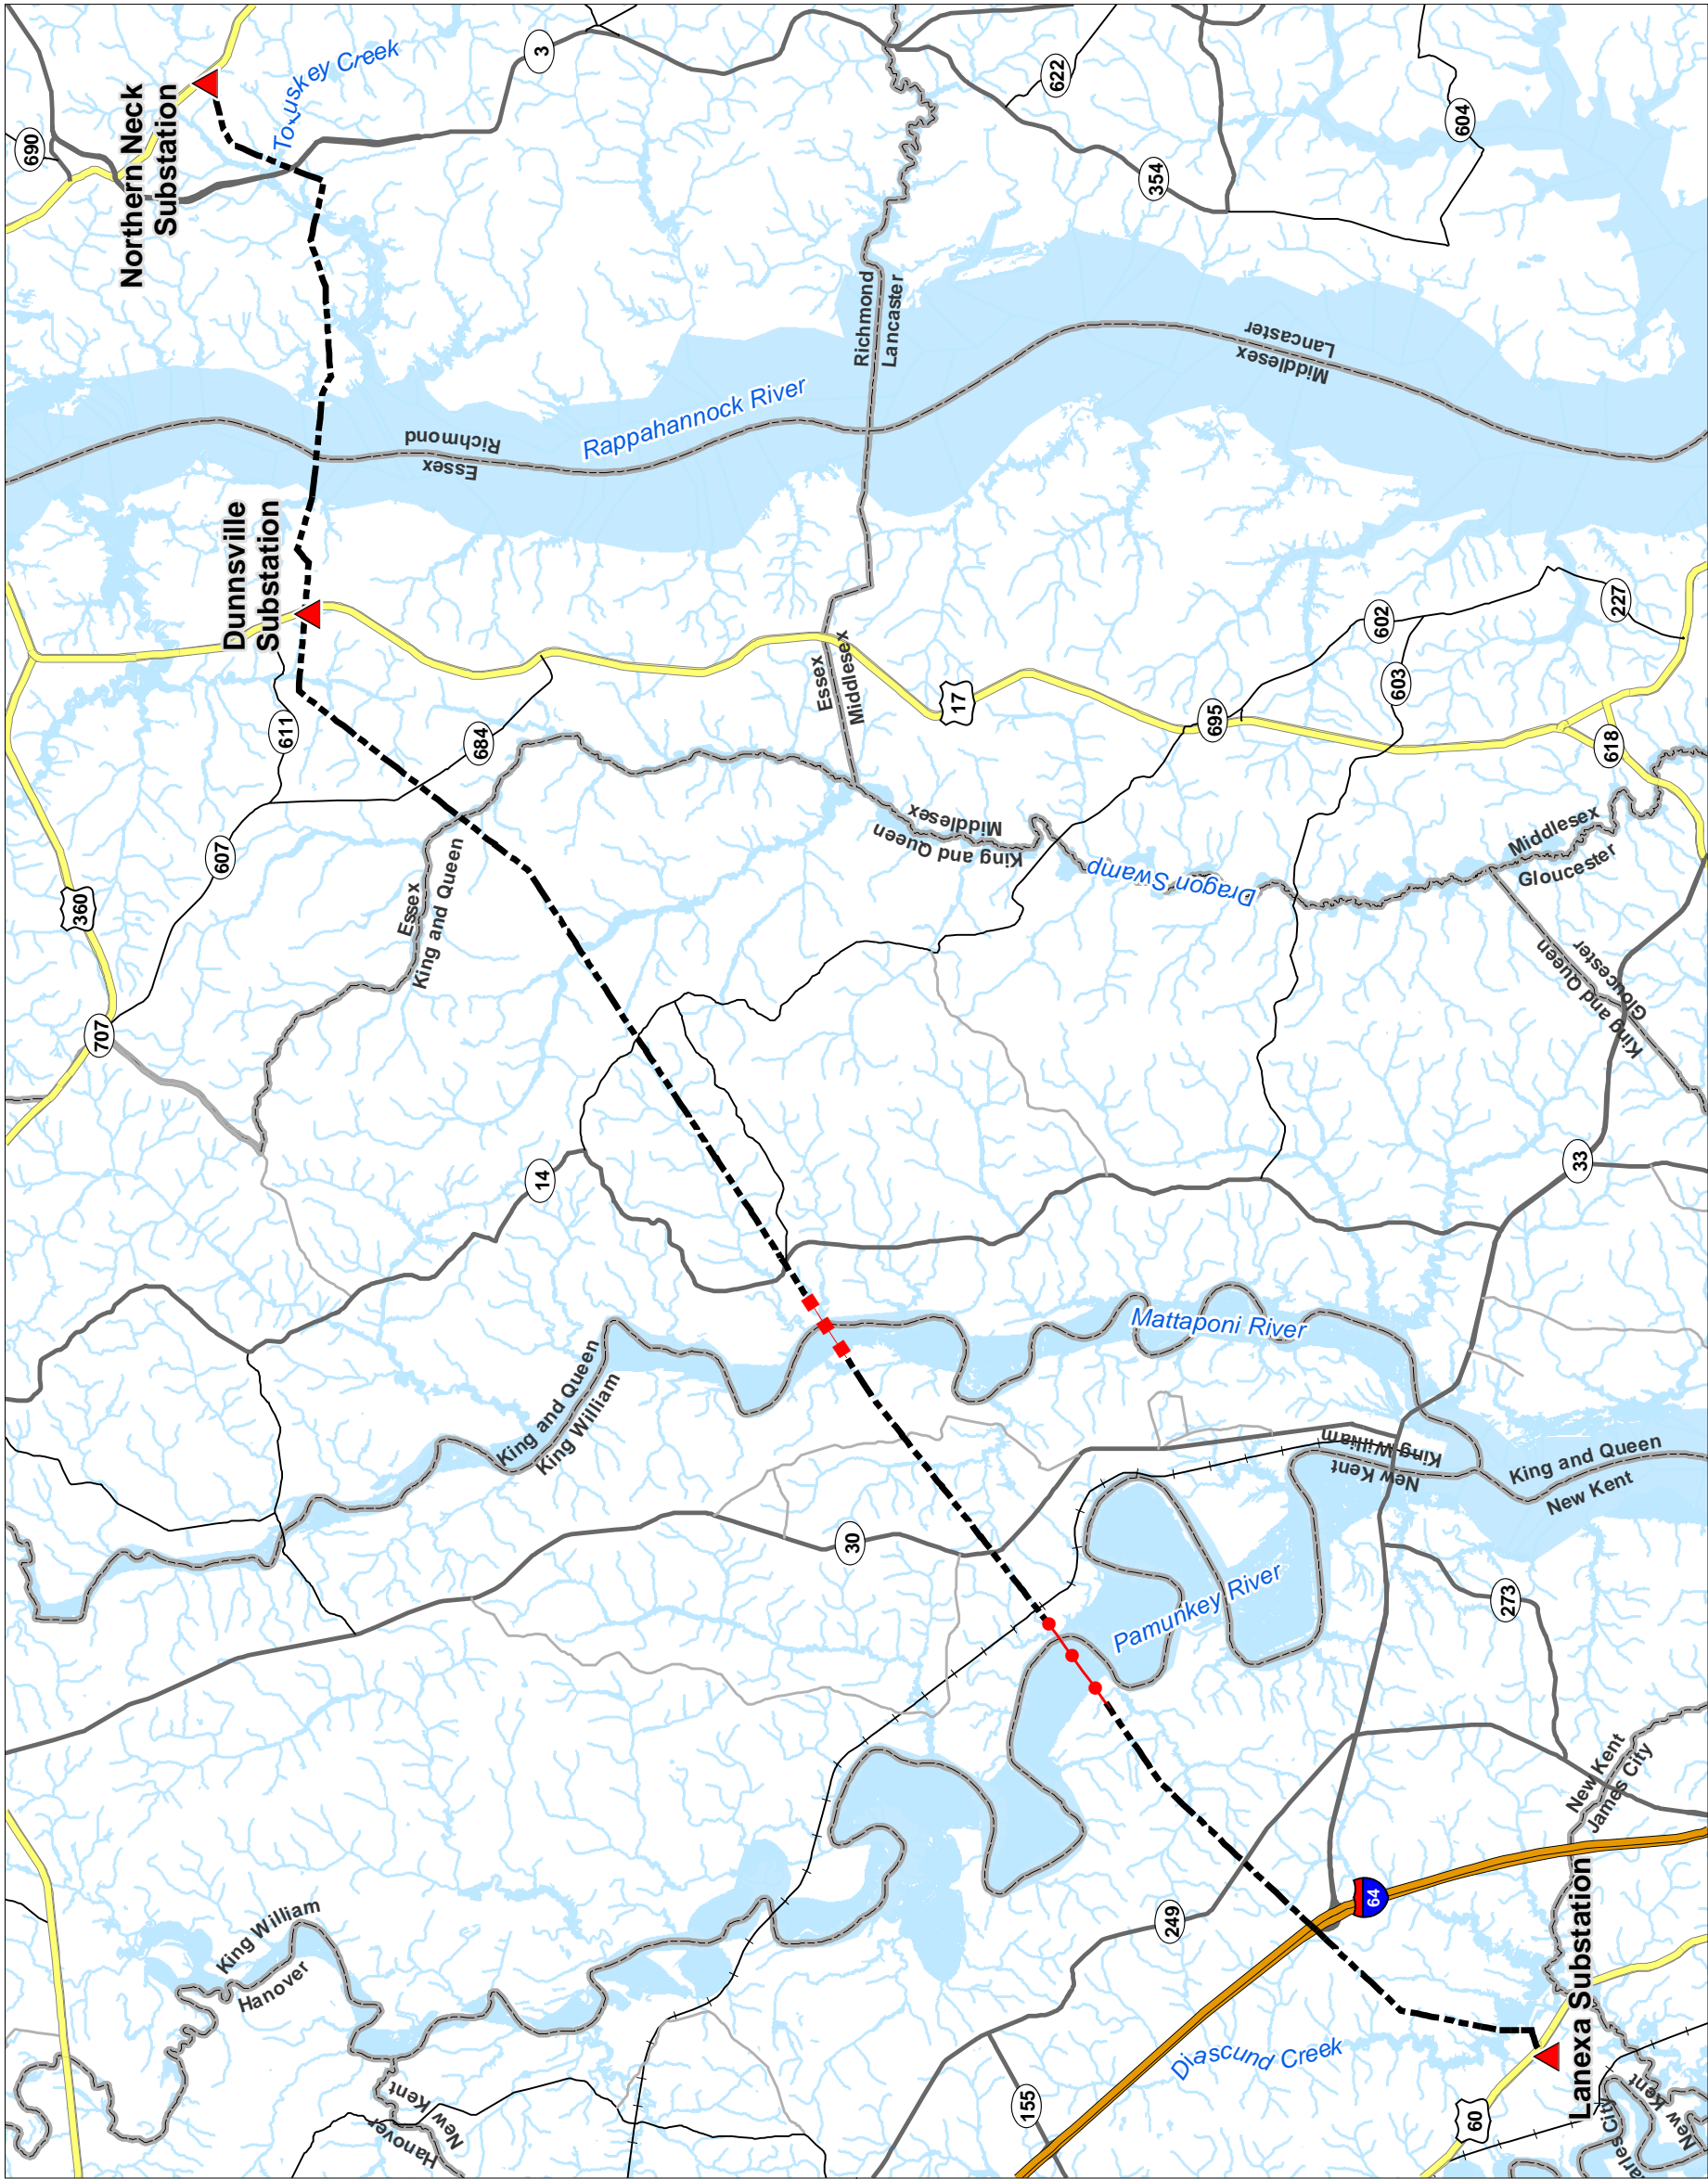 690
Northern Neck
Substation
Totuskey Creek
3
622
604
354
Richmond
Lancaster
Middlesex
Lancaster
Rappahannock River
Richmond
Essex
Dunnsville
Substation
611
684
607
360
707
Essex
Middlesex
17
602
227
603
695
618
Middlesex
King and Queen
Essex
King and Queen
Dragon Swamp
Middlesex
Gloucester
King and Queen
Gloucester
14
33
Mattaponi River
King and Queen
King William
King William
New Kent
King and Queen
New Kent
30
Pamunkey River
273
New Kent
James City
64
249
King William
Hanover
Lanexa Substation
Diascund Creek
155
60
Hanover
New Kent
New Kent